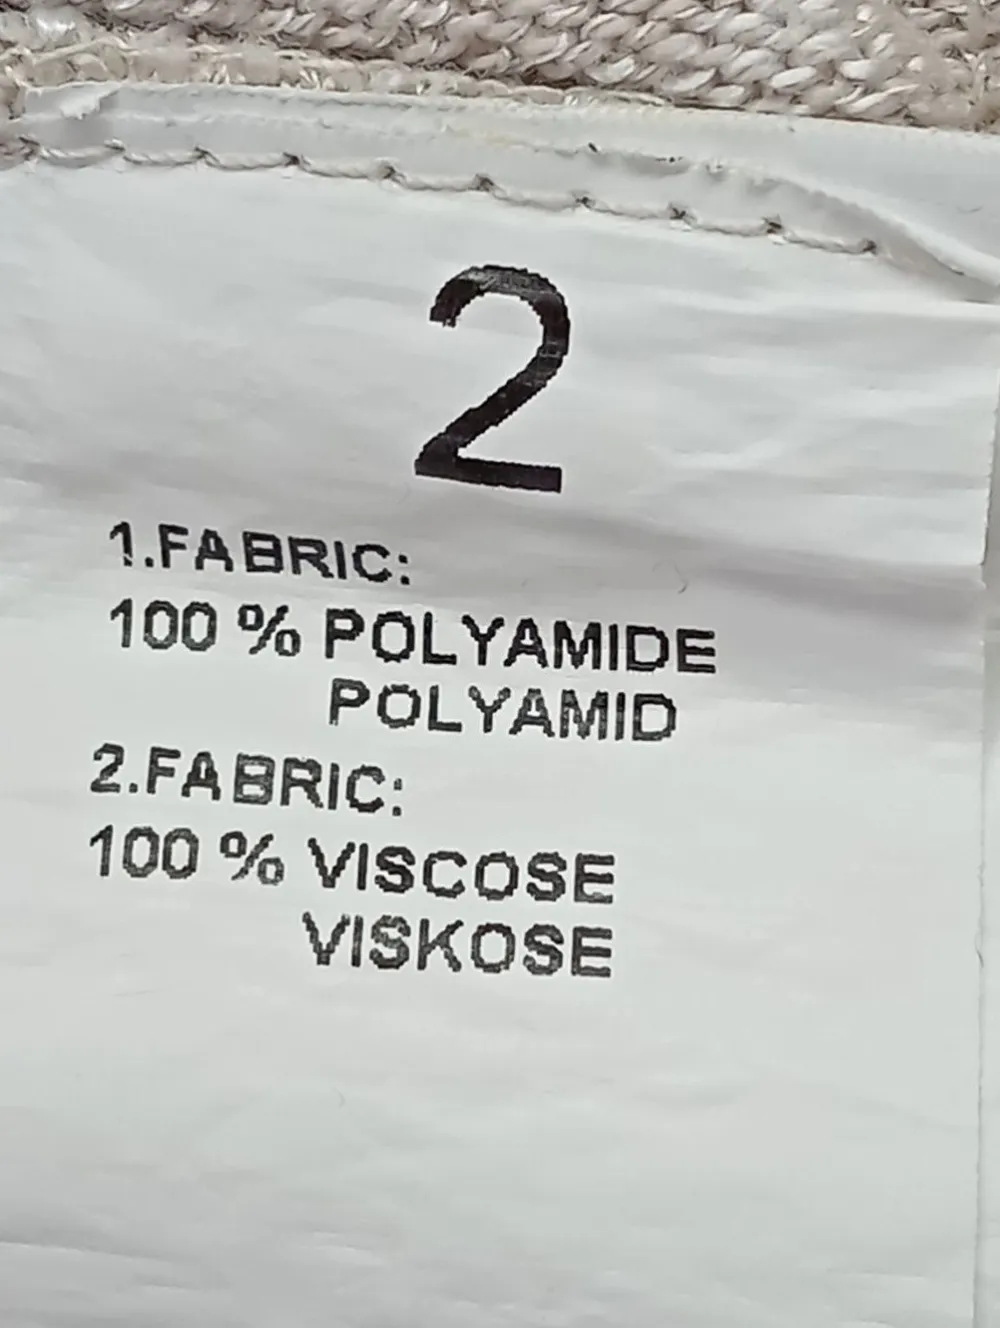 2
1.FABRIC:
100 % POLYAMIDE
POLYAMID
2.FABRIC:
100 % VISCOSE
VISKOSE